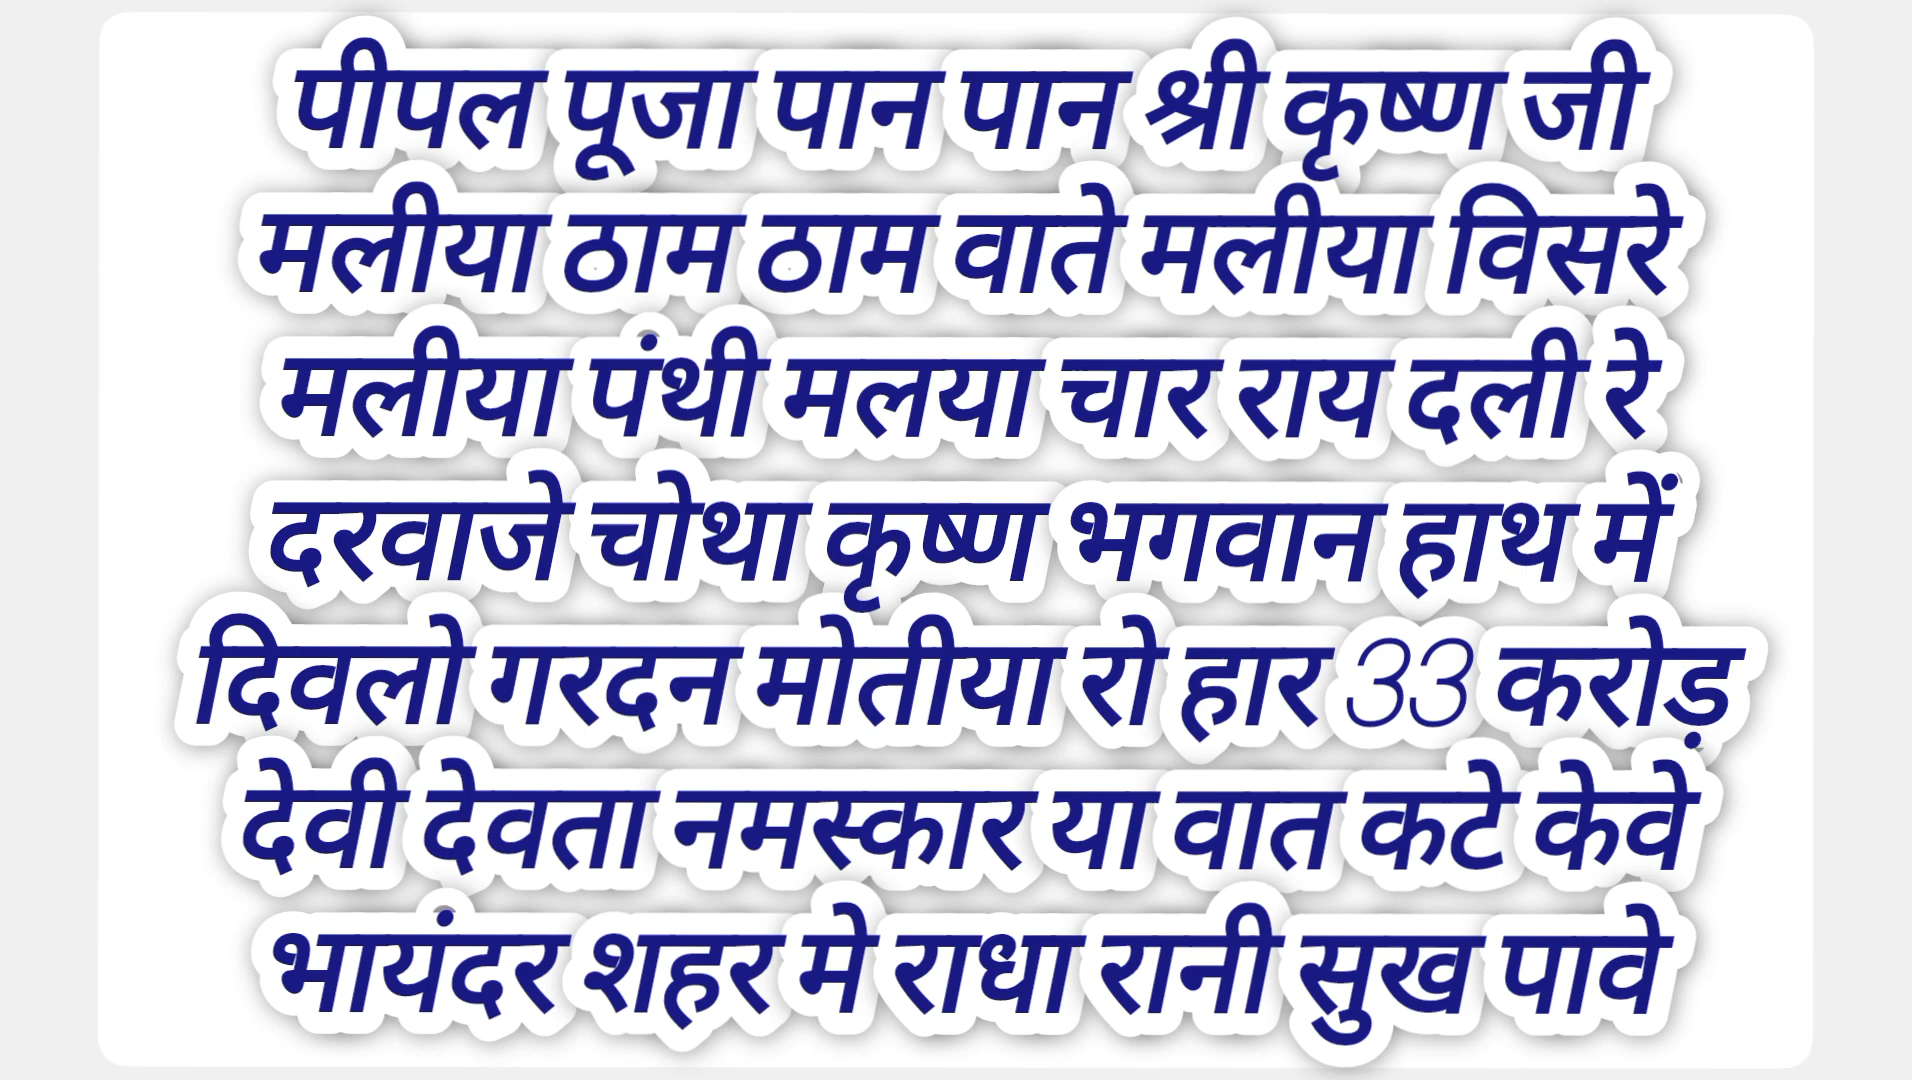 पीपल पूजा पान पान श्री कृष्ण जी
मलीया ठाम ठाम वाते मलीया विसरे
मलीया पंथी मलया चार राय दली रे
दरवाजे चोथा कृष्ण भगवान हाथ में
दिवलो गरदन मोतीया रो हार 33 करोड़
देवी देवता नमस्कार या वात कटे केवे
भायंदर शहर मे राधा रानी सुख पावे